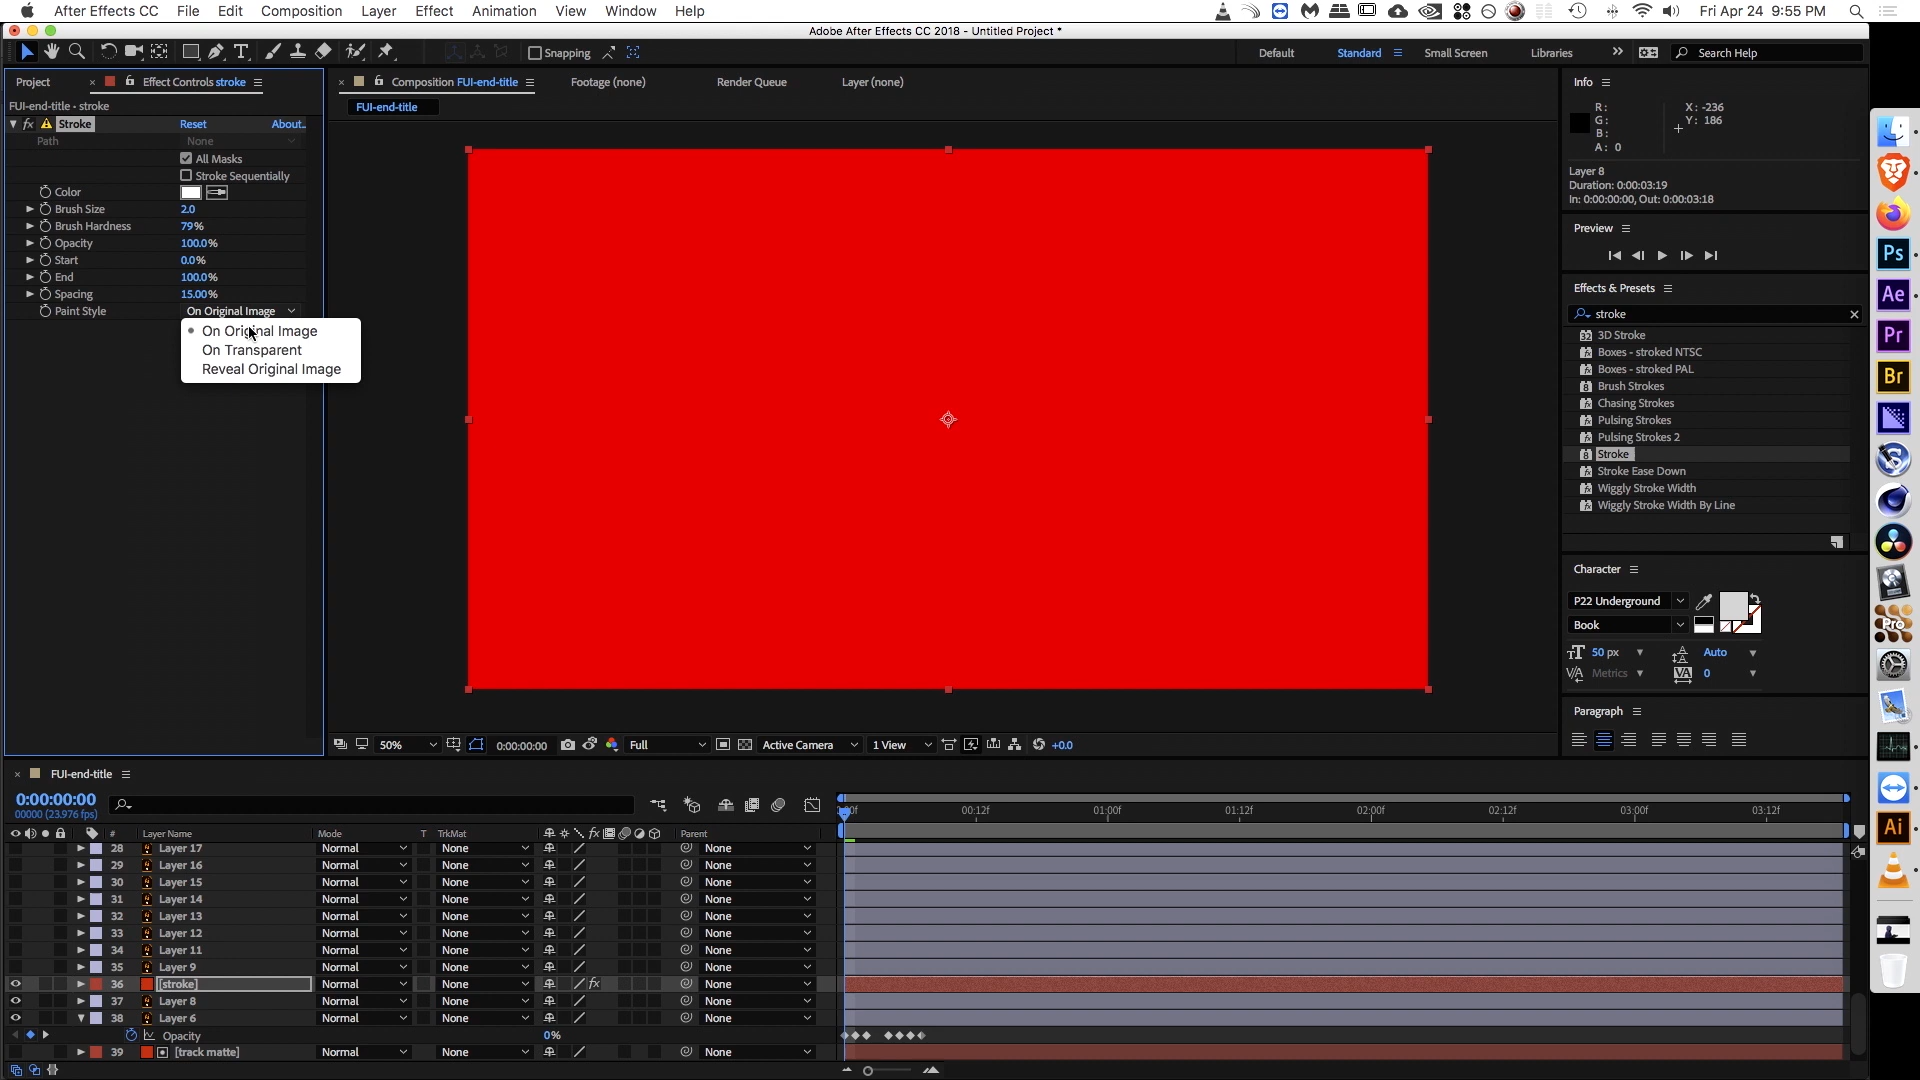 After Effects CC File Edit Composition Layer Effect Animation View Window Help Fri Apr 24 9:55 PM
Adobe After Effects CC 2018 - Untitled Project *
Snapping Default Standard Small Screen Libraries Search Help
Project Effect Controls stroke Composition FUI-end-title Footage (none) Render Queue Layer (none) Info
FUI-end-title • stroke FUI-end-title
R: X: -236
G: Y: 186
B:
A: 0
fx Stroke Reset About...
Path None
All Masks
Stroke Sequentially
Color
Brush Size 2.0
Brush Hardness 79%
Opacity 100.0%
Start 0.0%
End 100.0%
Spacing 15.00%
Paint Style On Original Image
On Original Image
On Transparent
Reveal Original Image
Layer 8
Duration: 0:00:03:19
In: 0:00:00:00, Out: 0:00:03:18
Preview
Effects & Presets
stroke
3D Stroke
Boxes - stroked NTSC
Boxes - stroked PAL
Brush Strokes
Chasing Strokes
Pulsing Strokes
Pulsing Strokes 2
Stroke
Stroke Ease Down
Wiggly Stroke Width
Wiggly Stroke Width By Line
Character
P22 Underground
Book
50 px Auto
Metrics 0
Paragraph
50% 0:00:00:00 Full Active Camera 1 View +0.0
FUI-end-title
0:00:00:00
00000 (23.976 fps)
00f 00:12f 01:00f 01:12f 02:00f 02:12f 03:00f 03:12f
# Layer Name Mode T TrkMat fx Parent
28 Layer 17 Normal None None
29 Layer 16 Normal None None
30 Layer 15 Normal None None
31 Layer 14 Normal None None
32 Layer 13 Normal None None
33 Layer 12 Normal None None
34 Layer 11 Normal None None
35 Layer 9 Normal None None
36 [stroke] Normal None fx None
37 Layer 8 Normal None None
38 Layer 6 Normal None None
Opacity 0%
39 [track matte] Normal None None
Ps
Ae
Pr
Br
Pro
Ai